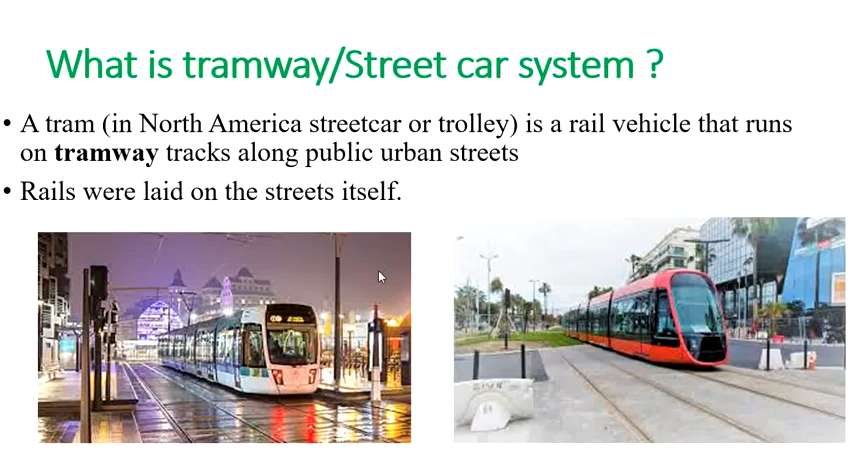 What is tramway/Street car system ?
• A tram (in North America streetcar or trolley) is a rail vehicle that runs
on tramway tracks along public urban streets
• Rails were laid on the streets itself.